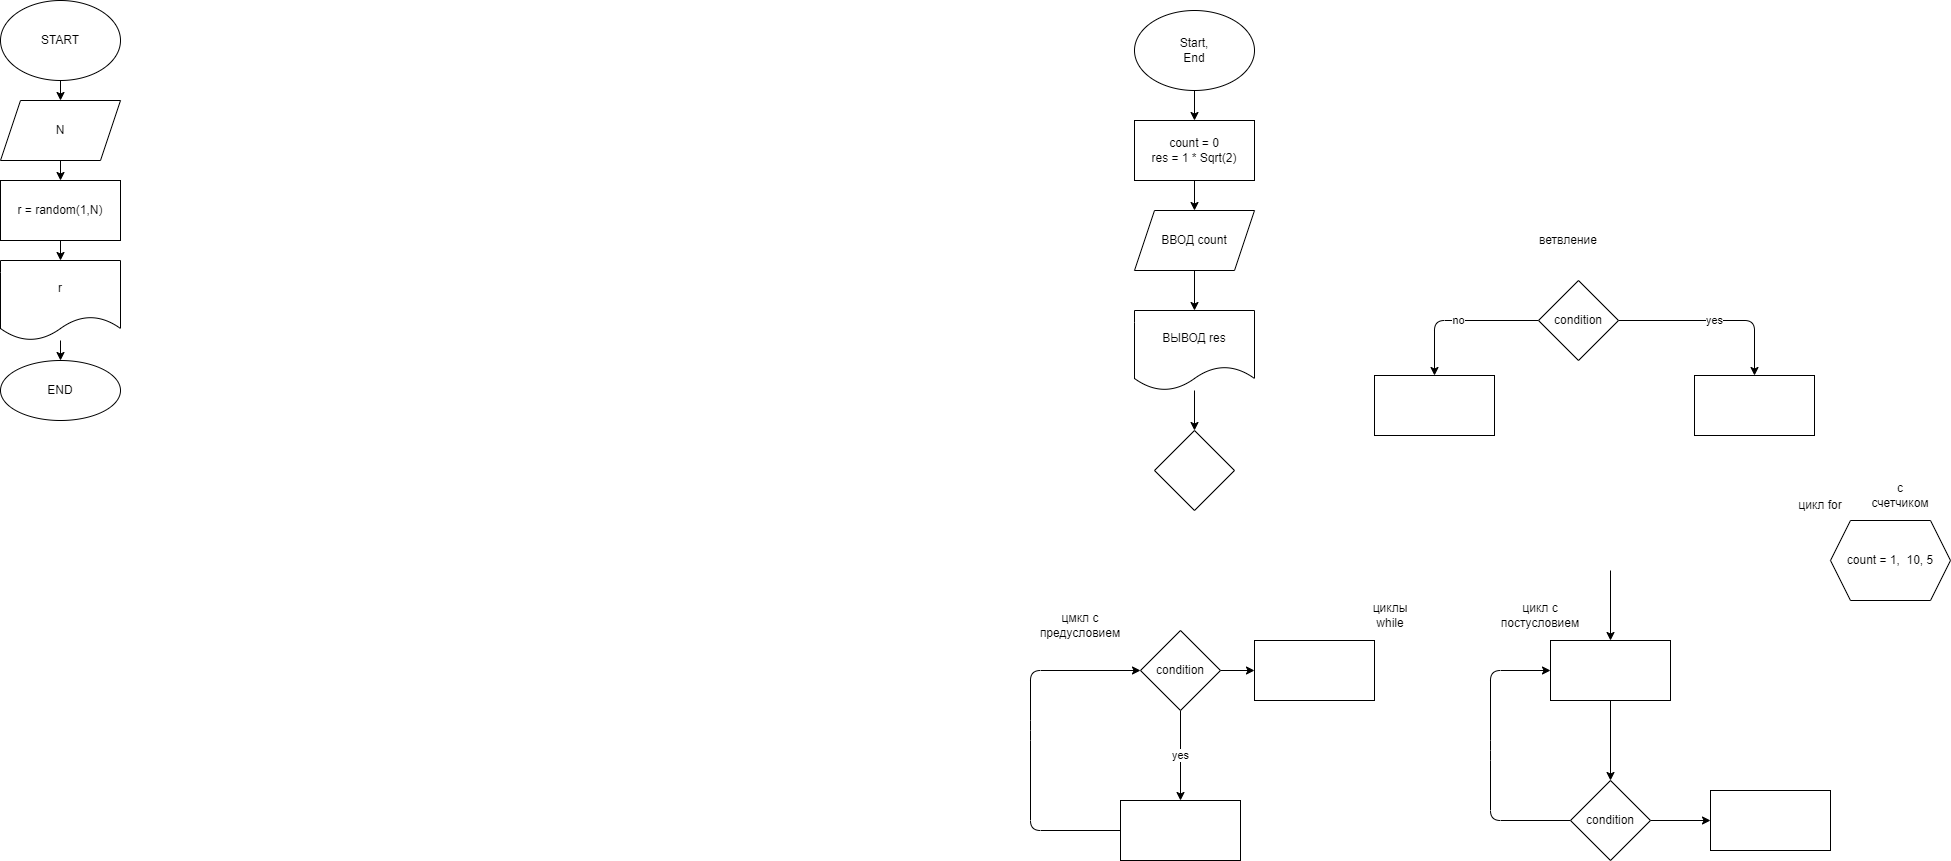 START
N
r = random(1,N)
r
END
Start,
End
count = 0
res = 1 * Sqrt(2)
ВВОД count
ВЫВОД res
ветвление
condition
no
yes
цикл for
с
счетчиком
count = 1,  10, 5
цмкл с
предусловием
condition
yes
циклы
while
цикл с
постусловием
condition